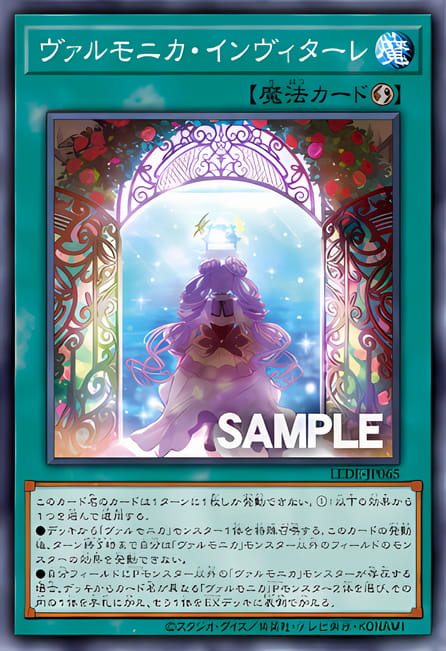 ヴァルモニカ・インヴィターレ 魔
【魔法カード】
SAMPLE
LEDE-JP065
このカード名のカードは1ターンに1枚しか発動できない。①:以下の効果から
1つを選んで適用する。
●デッキから「ヴァルモニカ」モンスター1体を特殊召喚する。このカードの発動
後、ターン終了時まで自分は「ヴァルモニカ」モンスター以外のフィールドのモン
スターの効果を発動できない。
●自分フィールドにPモンスター以外の「ヴァルモニカ」モンスターが存在する
場合、デッキからカード名が異なる「ヴァルモニカ」Pモンスター2体を選び、その
内の1体を手札に加え、もう1体をEXデッキに表側で加える。
©スタジオ・ダイス/集英社・テレビ東京・KONAMI